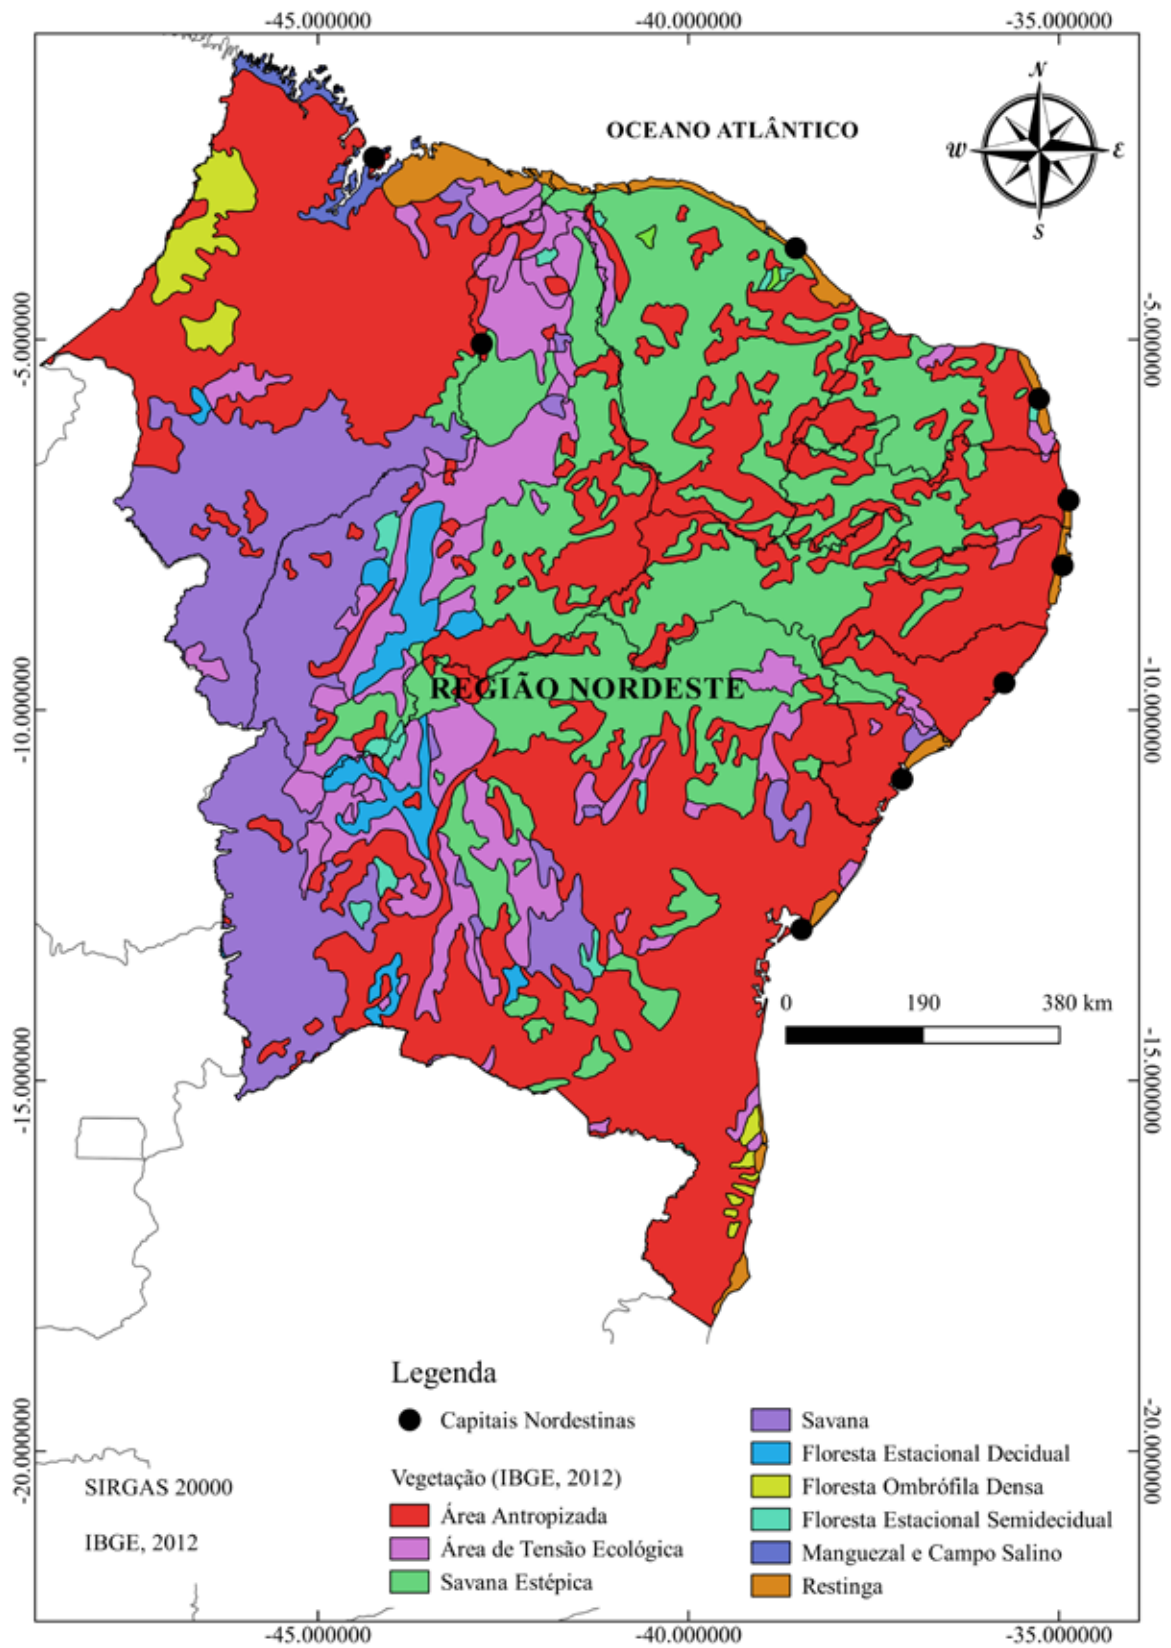 -45.000000
-40.000000
-35.000000
OCEANO ATLÂNTICO
N
W
E
S
-5.000000
-5.000000
REGIÃO NORDESTE
-10.000000
-10.000000
0 190 380 km
-15.000000
-15.000000
Legenda
Capitais Nordestinas
Vegetação (IBGE, 2012)
Área Antropizada
Área de Tensão Ecológica
Savana Estépica
Savana
Floresta Estacional Decidual
Floresta Ombrófila Densa
Floresta Estacional Semidecidual
Manguezal e Campo Salino
Restinga
-20.000000
-20.000000
SIRGAS 20000
IBGE, 2012
-45.000000
-40.000000
-35.000000